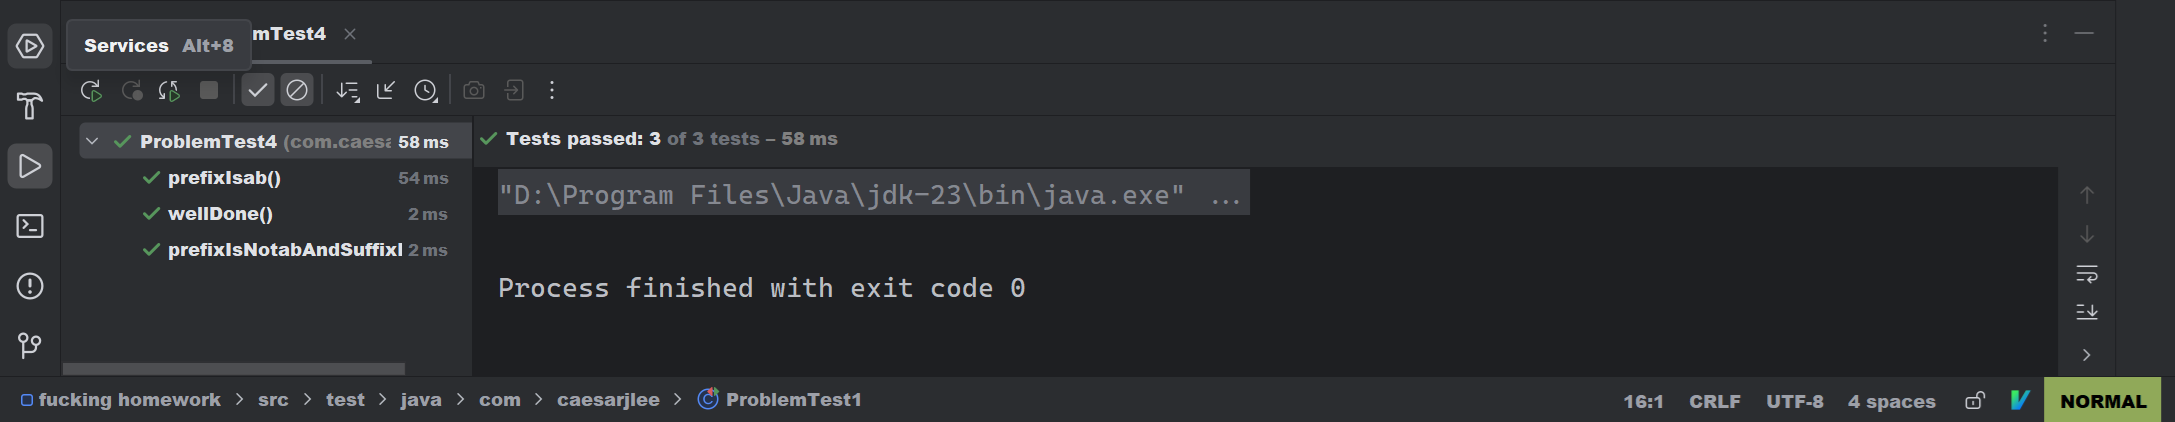 Services Alt+8
mTest4
ProblemTest4 (com.caesa 58 ms
prefixIsab() 54 ms
wellDone() 2 ms
prefixIsNotabAndSuffixI 2 ms
Tests passed: 3 of 3 tests – 58 ms
"D:\Program Files\Java\jdk-23\bin\java.exe" ...
Process finished with exit code 0
fucking homework > src > test > java > com > caesarjlee > ProblemTest1
16:1 CRLF UTF-8 4 spaces NORMAL